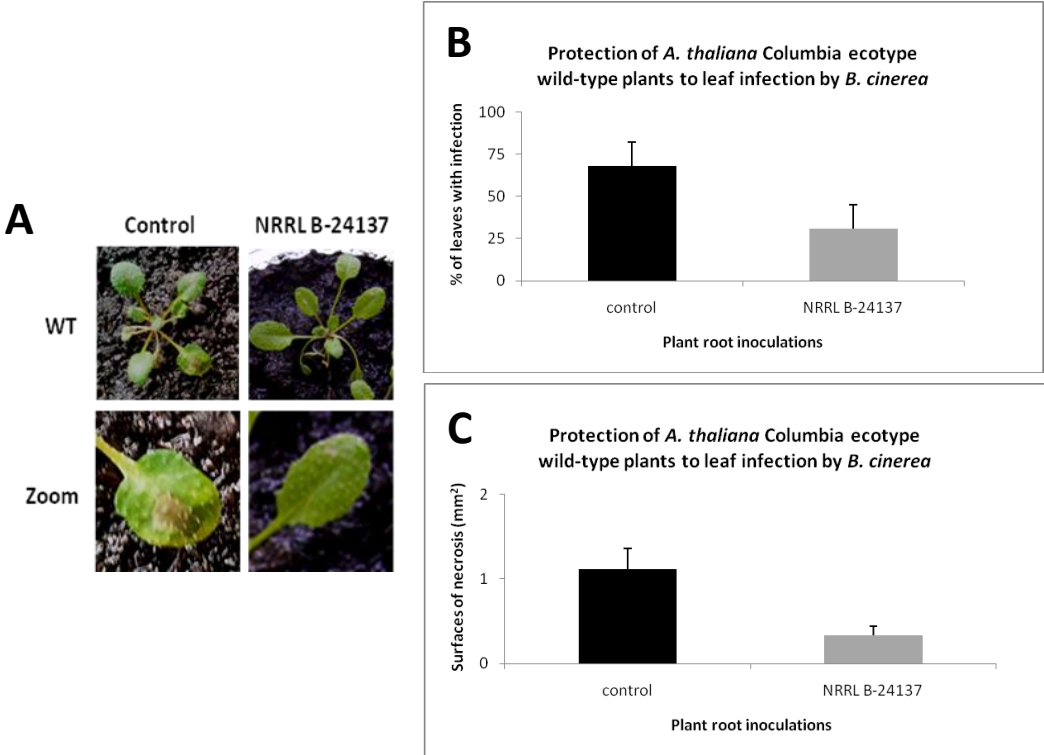 A
Control NRRL B-24137
WT
Zoom
B
Protection of A. thaliana Columbia ecotype
wild-type plants to leaf infection by B. cinerea
% of leaves with infection
100
75
50
25
0
control NRRL B-24137
Plant root inoculations
C
Protection of A. thaliana Columbia ecotype
wild-type plants to leaf infection by B. cinerea
Surfaces of necrosis (mm²)
2
1
0
control NRRL B-24137
Plant root inoculations